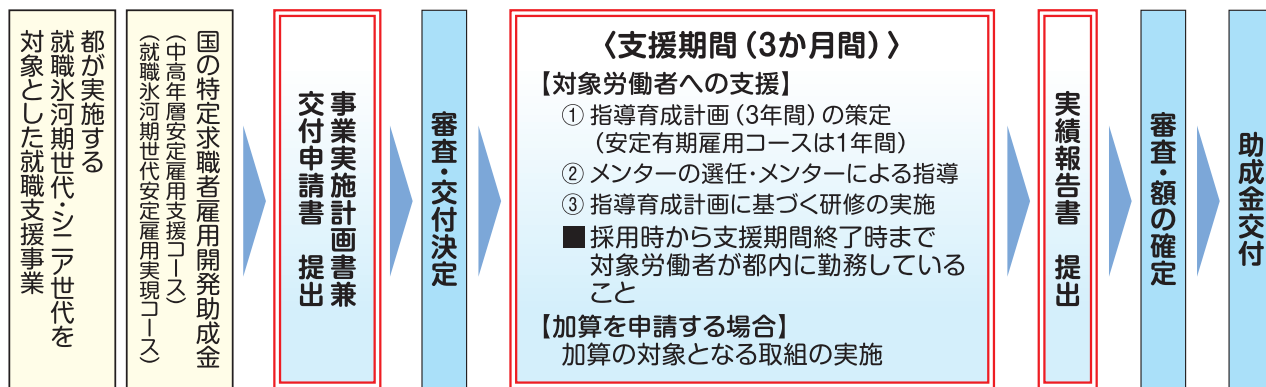 都が実施する
就職氷河期世代・シニア世代を
対象とした就職支援事業
国の特定求職者雇用開発助成金
（中高年層安定雇用支援コース）
（就職氷河期世代安定雇用実現コース）
事業実施計画書兼
交付申請書　提出
審査・交付決定
〈支援期間（3か月間）〉
【対象労働者への支援】
① 指導育成計画（3年間）の策定
（安定有期雇用コースは1年間）
② メンターの選任・メンターによる指導
③ 指導育成計画に基づく研修の実施
■ 採用時から支援期間終了時まで
対象労働者が都内に勤務している
こと
【加算を申請する場合】
加算の対象となる取組の実施
実績報告書　提出
審査・額の確定
助成金交付